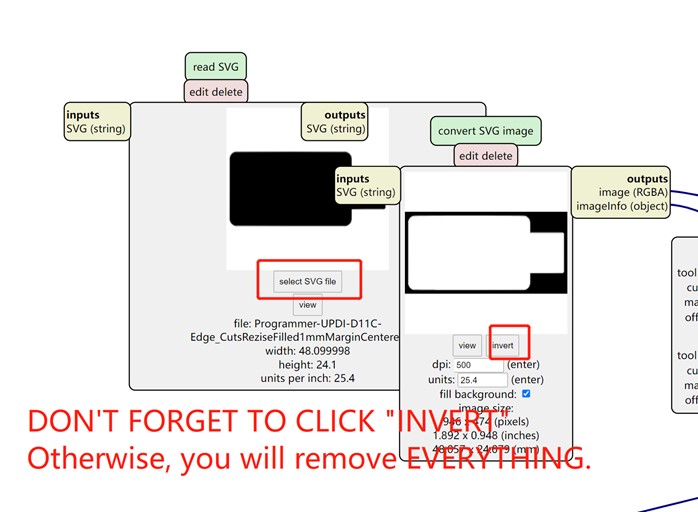 read SVG
edit delete
inputs
SVG (string)
outputs
SVG (string)
select SVG file
view
file: Programmer-UPDI-D11C-
Edge_CutsReziseFilled1mmMarginCentere
width: 48.099998
height: 24.1
units per inch: 25.4
convert SVG image
edit delete
inputs
SVG (string)
outputs
image (RGBA)
imageInfo (object)
view invert
dpi: 500 (enter)
units: 25.4 (enter)
fill background:
image size:
946 x 474 (pixels)
1.892 x 0.948 (inches)
48.057 x 24.079 (mm)
tool
cu
ma
off
tool
cu
ma
off
DON'T FORGET TO CLICK "INVERT"
Otherwise, you will remove EVERYTHING.